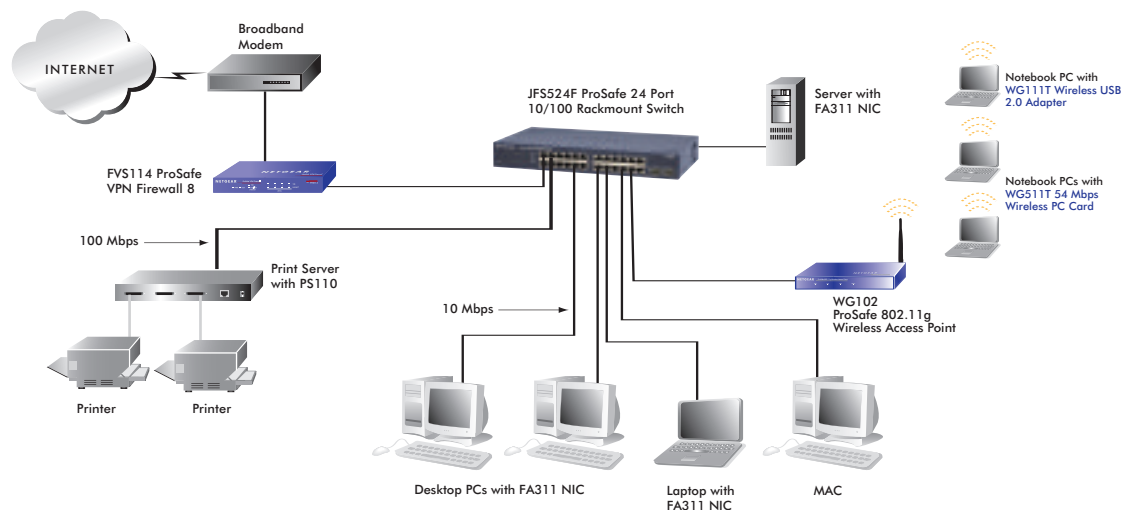 INTERNET
Broadband
Modem
FVS114 ProSafe
VPN Firewall 8
NETGEAR
NETGEAR
JFS524F ProSafe 24 Port
10/100 Rackmount Switch
Server with
FA311 NIC
Notebook PC with
WG111T Wireless USB
2.0 Adapter
Notebook PCs with
WG511T 54 Mbps
Wireless PC Card
100 Mbps
Print Server
with PS110
10 Mbps
WG102
ProSafe 802.11g
Wireless Access Point
Printer
Printer
Desktop PCs with FA311 NIC
Laptop with
FA311 NIC
MAC